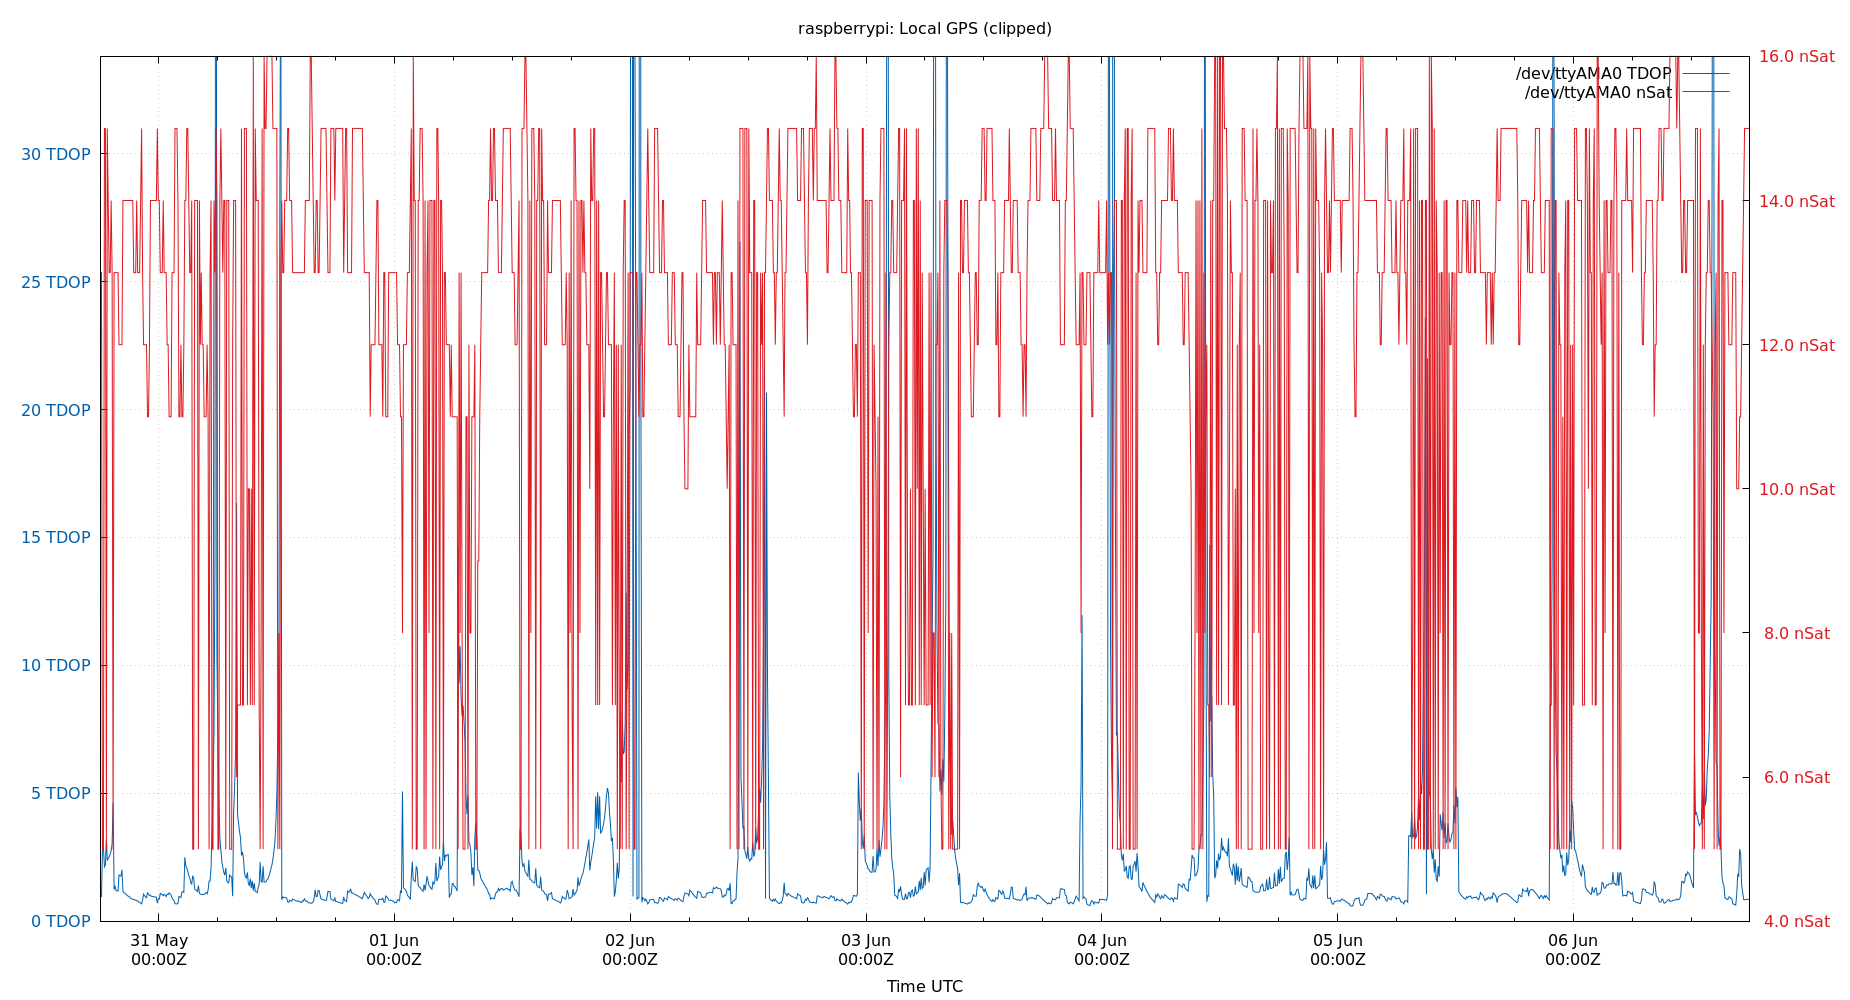 raspberrypi: Local GPS (clipped)
/dev/ttyAMA0 TDOP
/dev/ttyAMA0 nSat
30 TDOP
25 TDOP
20 TDOP
15 TDOP
10 TDOP
5 TDOP
0 TDOP
16.0 nSat
14.0 nSat
12.0 nSat
10.0 nSat
8.0 nSat
6.0 nSat
4.0 nSat
31 May
00:00Z
01 Jun
00:00Z
02 Jun
00:00Z
03 Jun
00:00Z
04 Jun
00:00Z
05 Jun
00:00Z
06 Jun
00:00Z
Time UTC